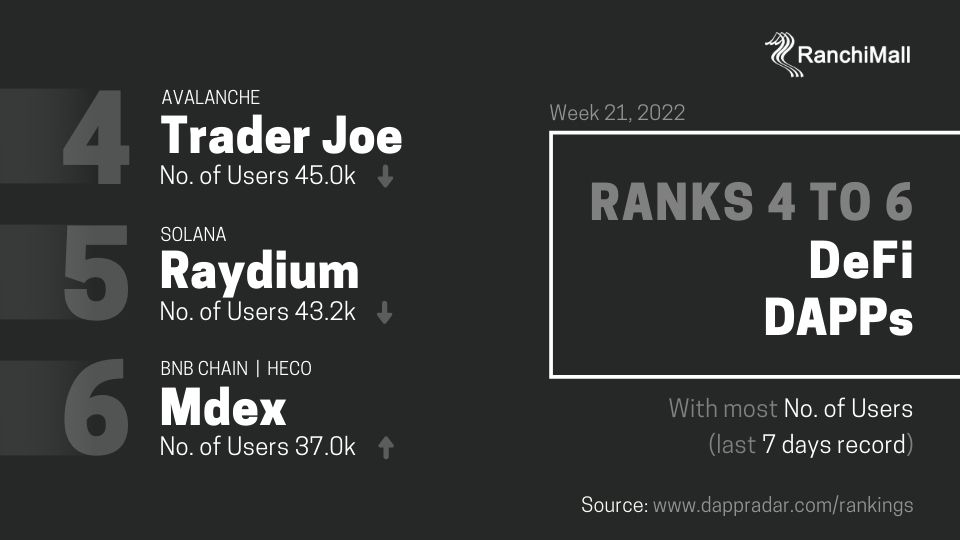 RanchiMall
4
AVALANCHE
Trader Joe
No. of Users 45.0k
5
SOLANA
Raydium
No. of Users 43.2k
6
BNB CHAIN | HECO
Mdex
No. of Users 37.0k
Week 21, 2022
RANKS 4 TO 6
DeFi
DAPPs
With most No. of Users
(last 7 days record)
Source: www.dappradar.com/rankings